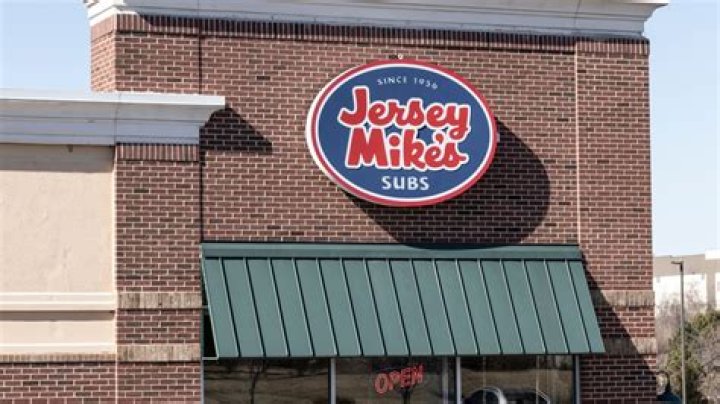 SINCE 1956
Jersey
Mike's
SUBS
OPEN